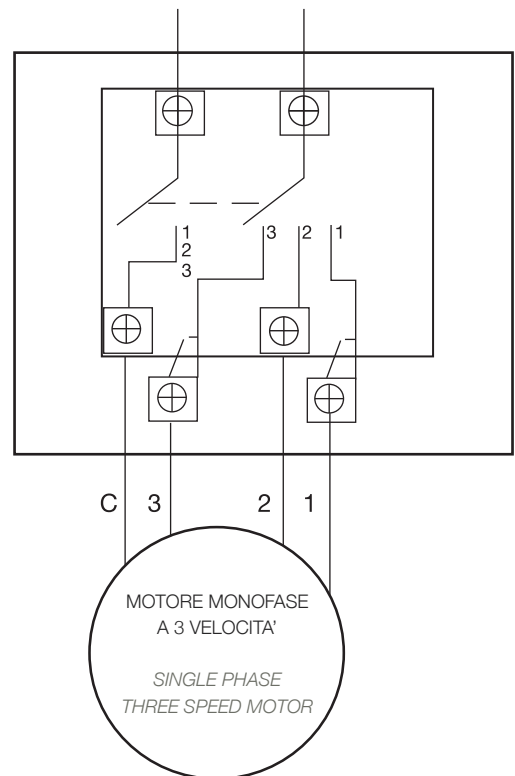 1
2
3
3
2
1
C
3
2
1
MOTORE MONOFASE
A 3 VELOCITA'
SINGLE PHASE
THREE SPEED MOTOR